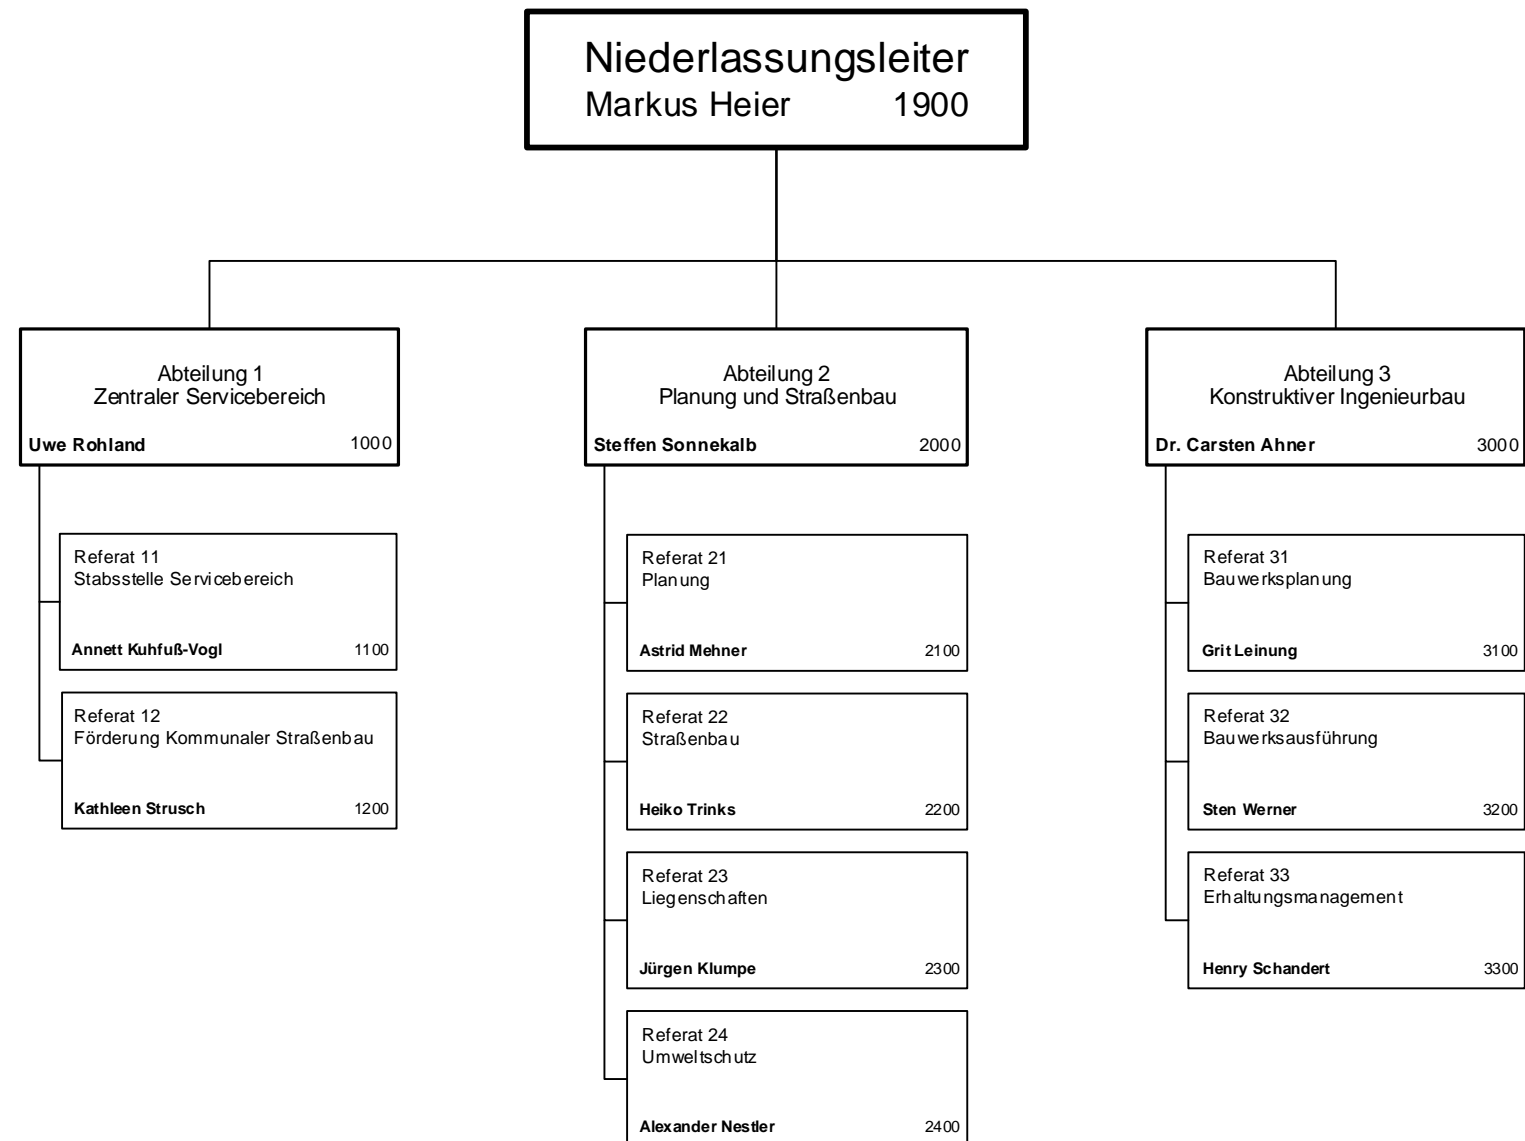 Niederlassungsleiter
Markus Heier 1900
Abteilung 1
Zentraler Servicebereich
Uwe Rohland 1000
Referat 11
Stabsstelle Servicebereich
Annett Kuhfuß-Vogl 1100
Referat 12
Förderung Kommunaler Straßenbau
Kathleen Strusch 1200
Abteilung 2
Planung und Straßenbau
Steffen Sonnekalb 2000
Referat 21
Planung
Astrid Mehner 2100
Referat 22
Straßenbau
Heiko Trinks 2200
Referat 23
Liegenschaften
Jürgen Klumpe 2300
Referat 24
Umweltschutz
Alexander Nestler 2400
Abteilung 3
Konstruktiver Ingenieurbau
Dr. Carsten Ahner 3000
Referat 31
Bauwerksplanung
Grit Leinung 3100
Referat 32
Bauwerksausführung
Sten Werner 3200
Referat 33
Erhaltungsmanagement
Henry Schandert 3300